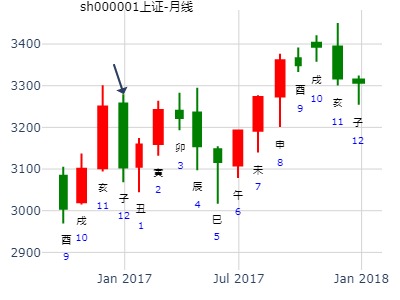 sh000001上证-月线
3400
3300
3200
3100
3000
2900
酉
9
戌
10
亥
11
子
12
丑
1
寅
2
卯
3
辰
4
巳
5
午
6
未
7
申
8
酉
9
戌
10
亥
11
子
12
Jan 2017
Jul 2017
Jan 2018